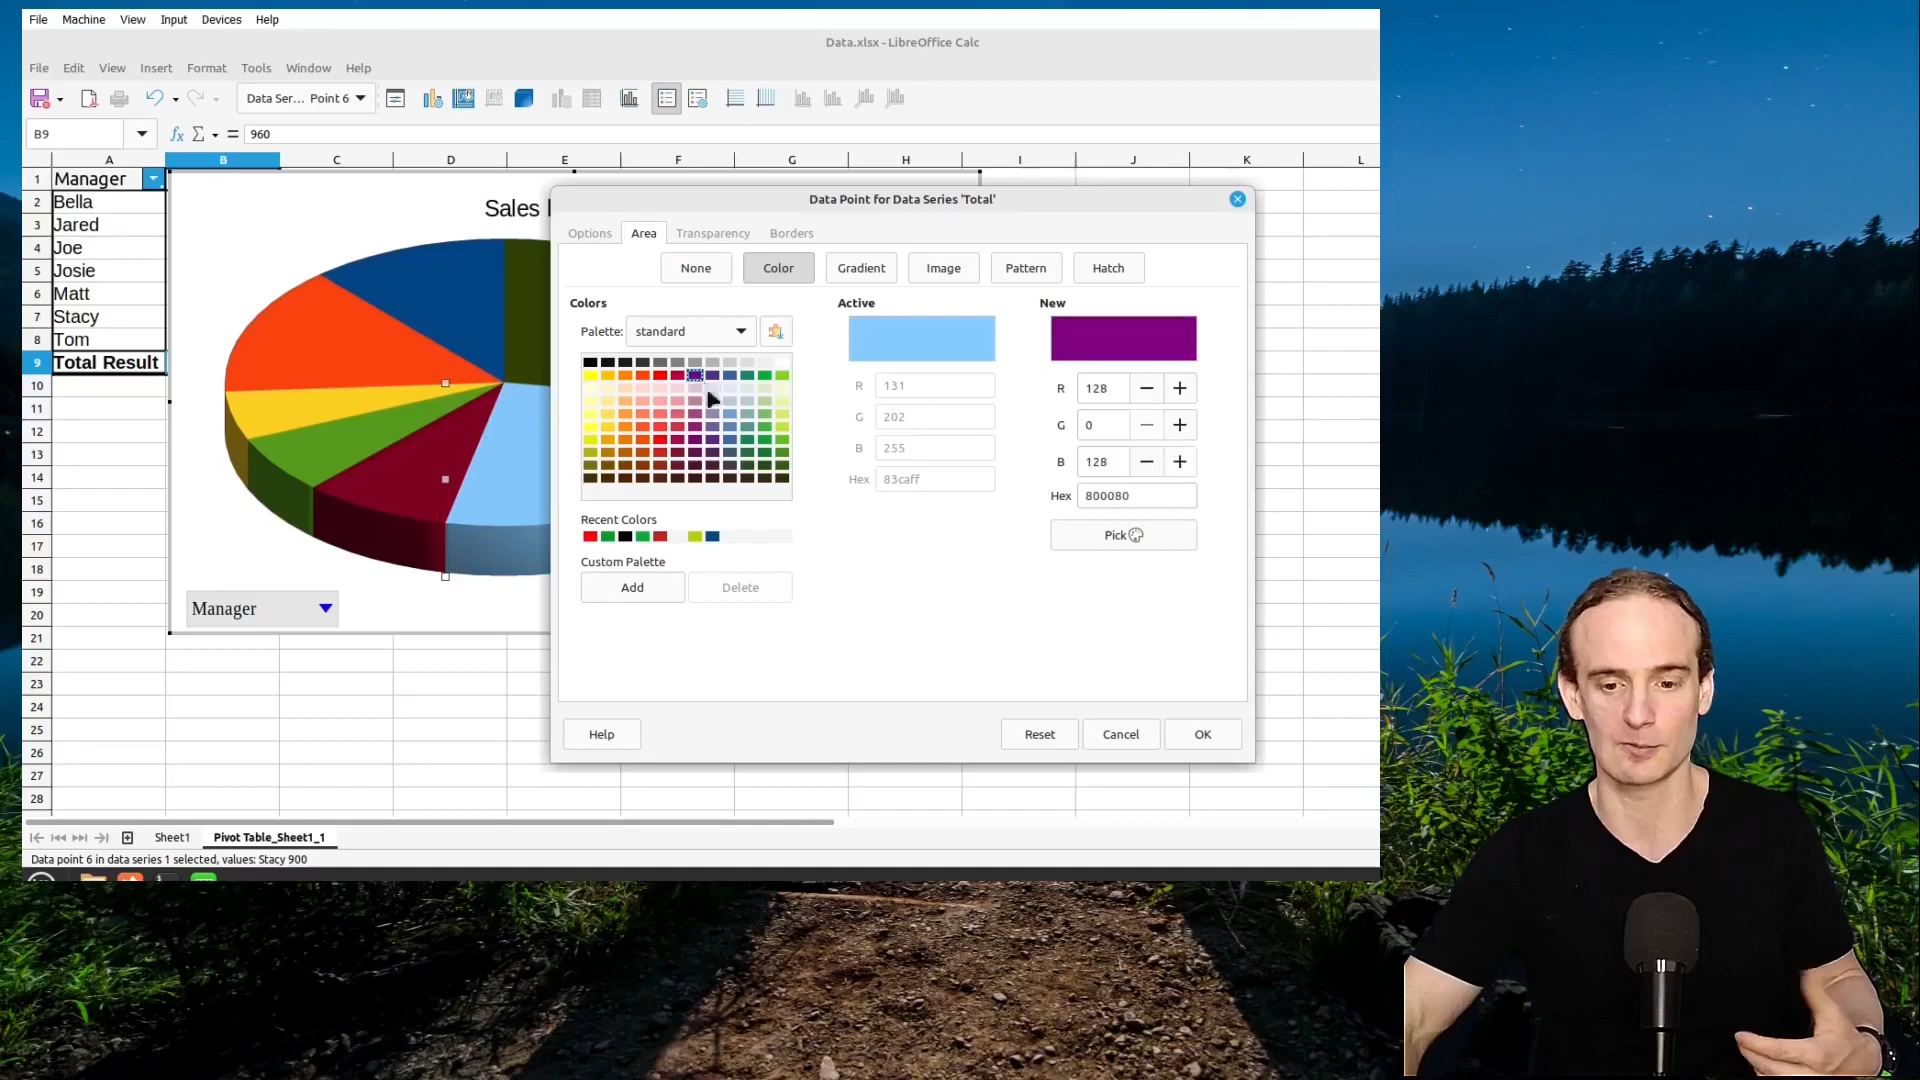 File Machine View Input Devices Help
Data.xlsx - LibreOffice Calc
File Edit View Insert Format Tools Window Help
Data Ser... Point 6
B9 fx Σ = 960
A B C D E F G H I J K L
1 Manager
2 Bella
3 Jared
4 Joe
5 Josie
6 Matt
7 Stacy
8 Tom
9 Total Result
10
11
12
13
14
15
16
17
18
19
20
21
22
23
24
25
26
27
28
Sales
Manager
Data Point for Data Series 'Total'
Options Area Transparency Borders
None Color Gradient Image Pattern Hatch
Colors
Palette: standard
Recent Colors
Custom Palette
Add Delete
Active
R 131
G 202
B 255
Hex 83caff
New
R 128
G 0
B 128
Hex 800080
Pick
Help Reset Cancel OK
Sheet1 Pivot Table_Sheet1_1
Data point 6 in data series 1 selected, values: Stacy 900